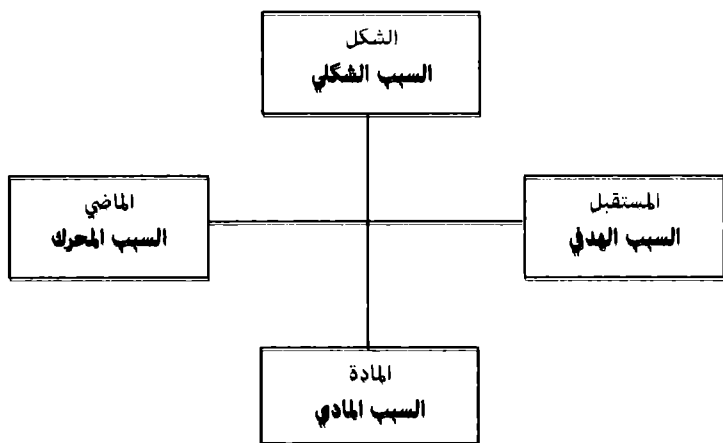 الشكل
السبب الشكلي
المستقبل
السبب الهدفي
الماضي
السبب المحرك
المادة
السبب المادي